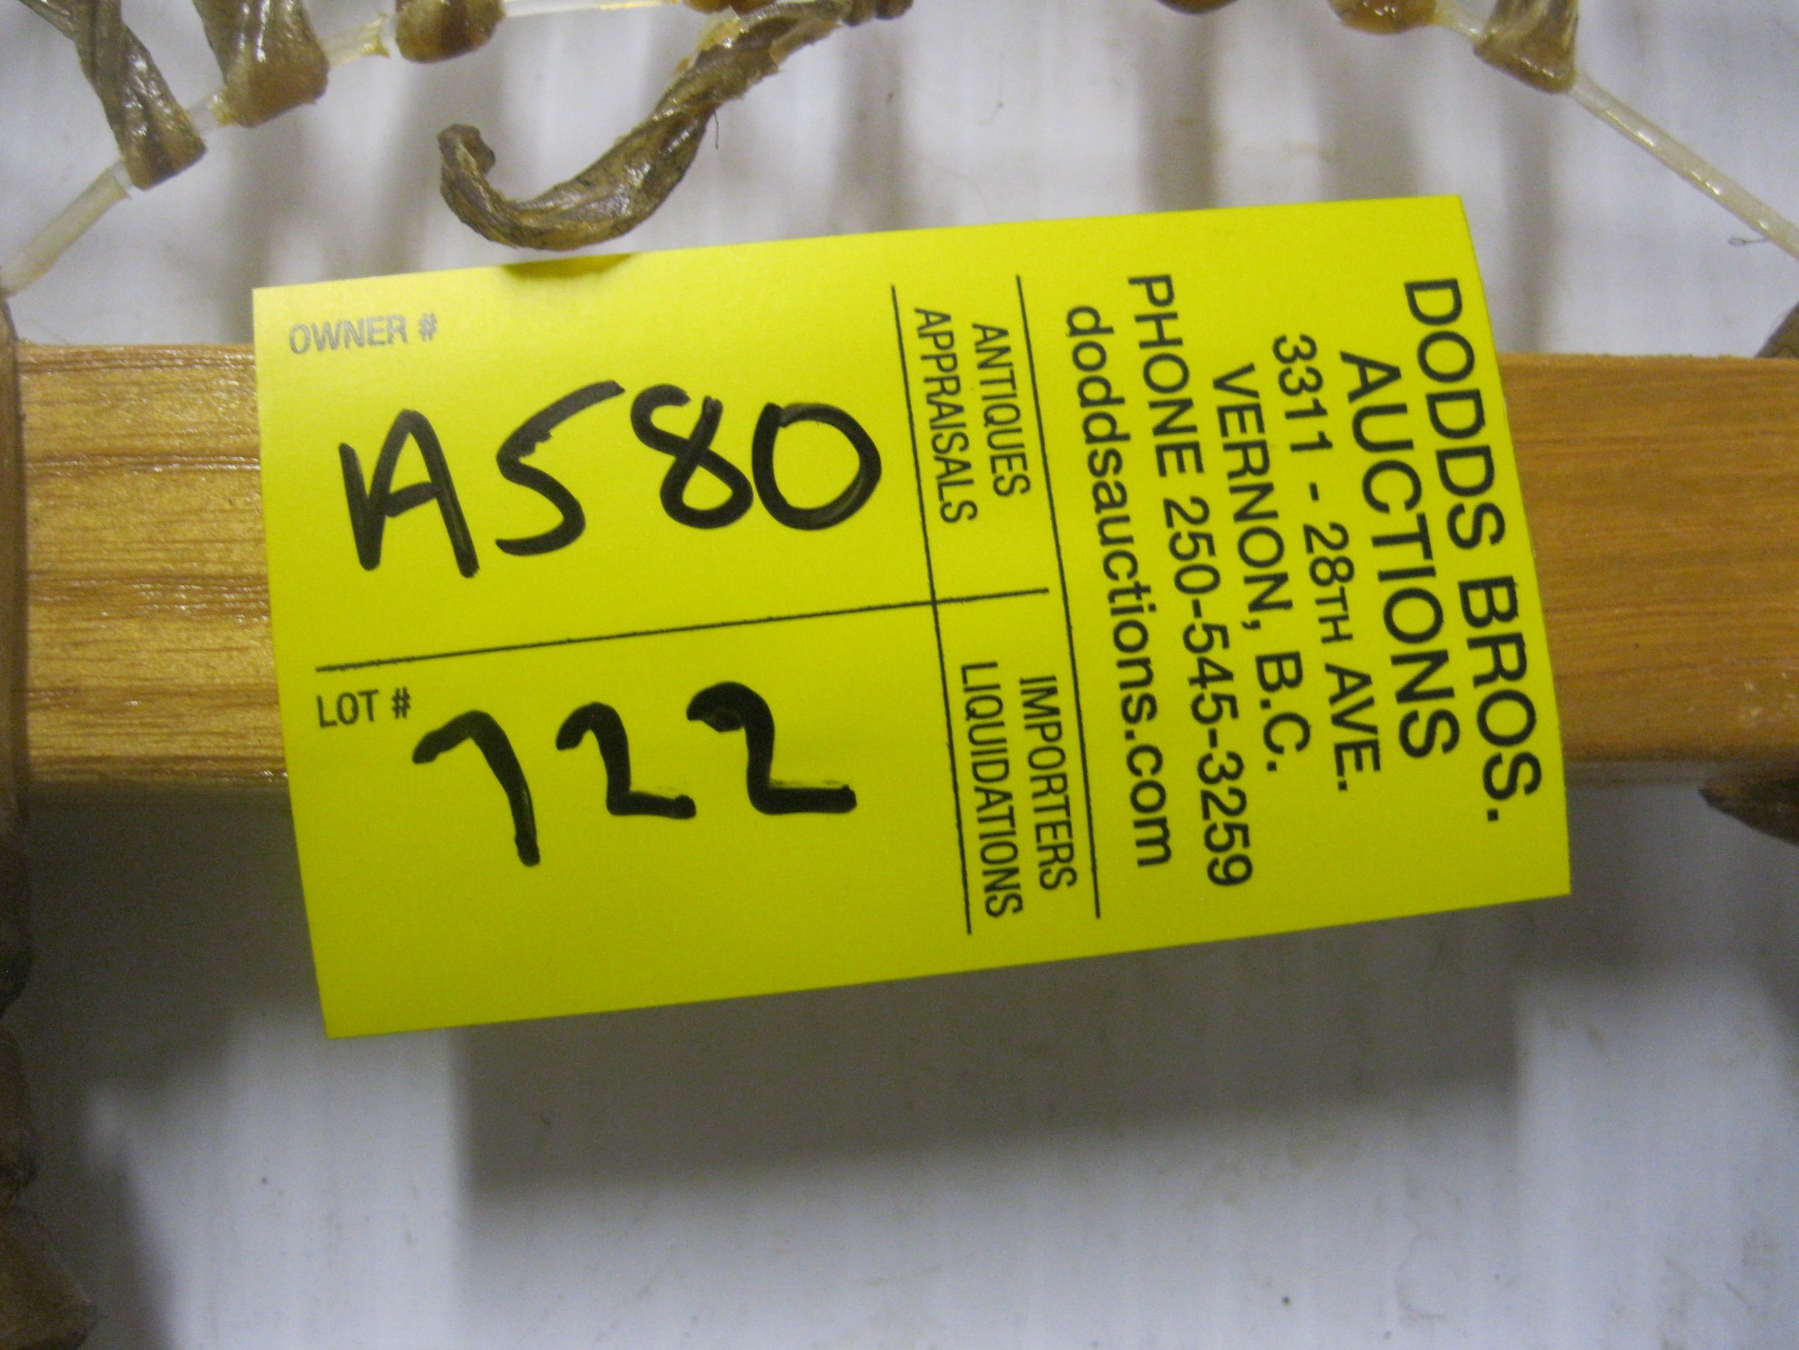 DODDS BROS.
AUCTIONS
3311 - 28TH AVE.
VERNON, B.C.
PHONE 250-545-3259
doddsauctions.com
ANTIQUES
APPRAISALS
IMPORTERS
LIQUIDATIONS
OWNER #
A580
LOT #
722